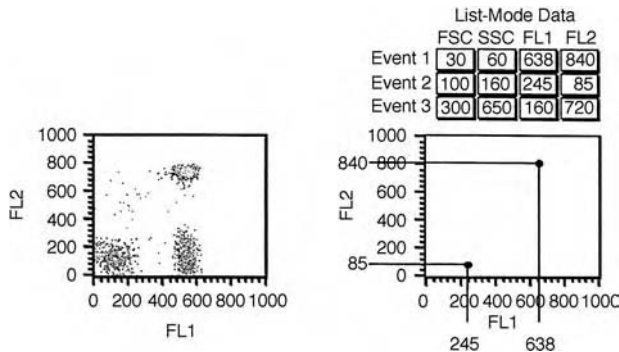 List-Mode Data
FSC SSC FL1 FL2
Event 1 30 60 638 840
Event 2 100 160 245 85
Event 3 300 650 160 720
1000
800
600
400
200
0
FL2
0 200 400 600 800 1000
FL1
1000
840 800
600
400
200
85
0
FL2
0 200 400 600 800 1000
FL1
245 638